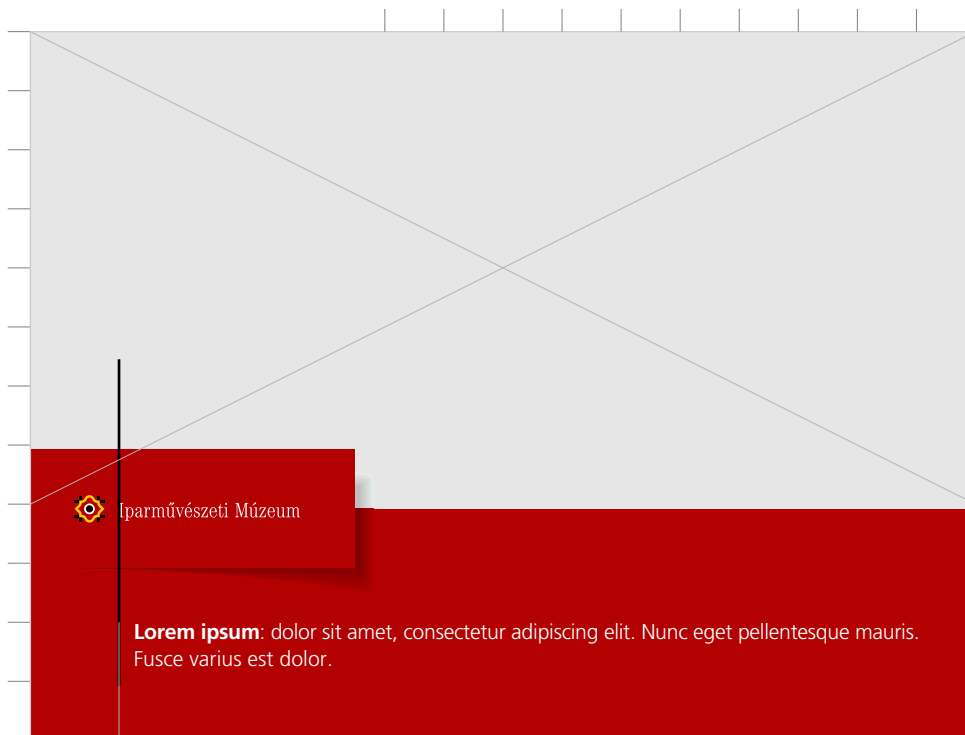 Iparművészeti Múzeum
Lorem ipsum: dolor sit amet, consectetur adipiscing elit. Nunc eget pellentesque mauris.
Fusce varius est dolor.